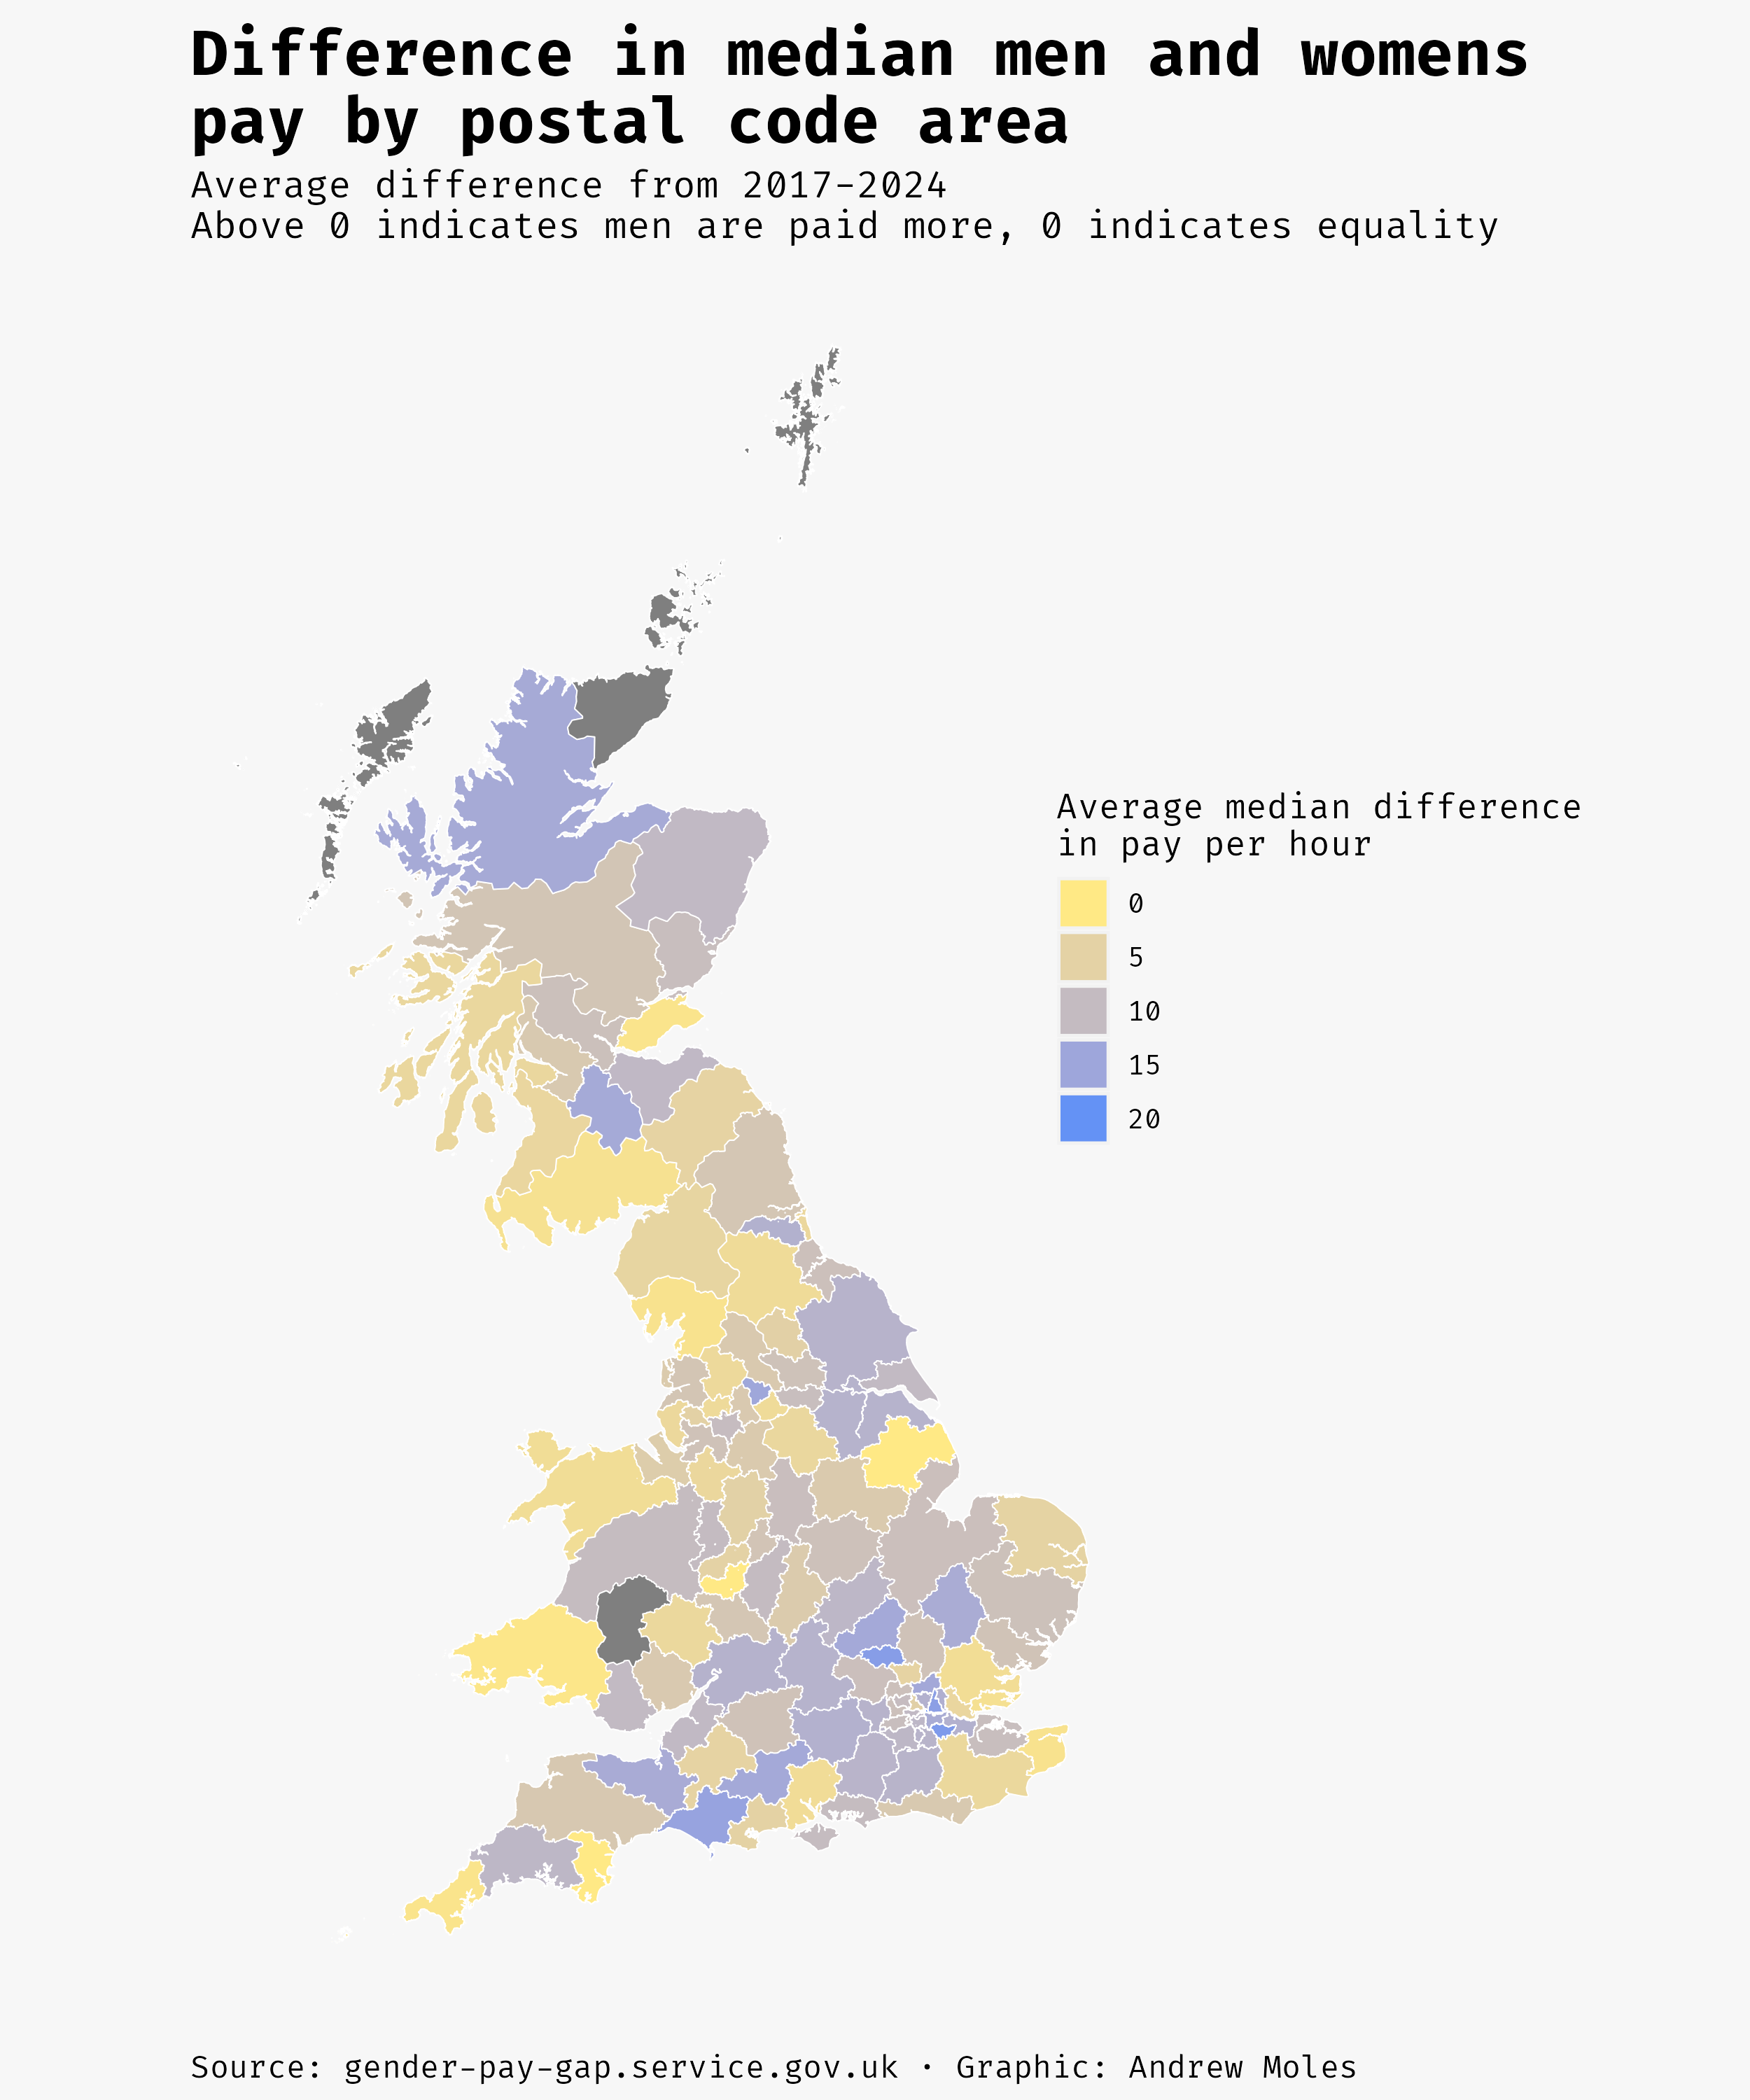 Difference in median men and womens
pay by postal code area
Average difference from 2017-2024
Above 0 indicates men are paid more, 0 indicates equality
Average median difference
in pay per hour
0
5
10
15
20
Source: gender-pay-gap.service.gov.uk · Graphic: Andrew Moles